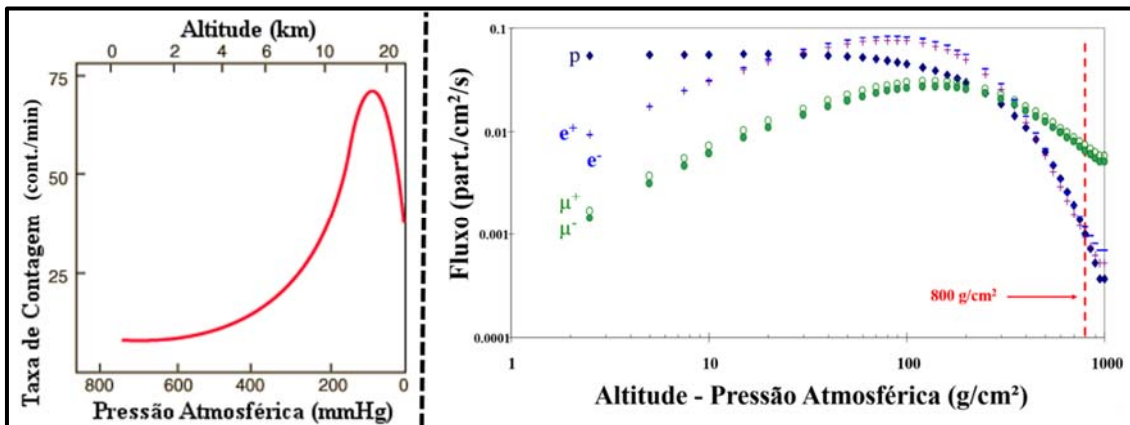 Altitude (km)
0 2 4 6 10 20
75
50
25
Taxa de Contagem (cont./min)
800 600 400 200 0
Pressão Atmosférica (mmHg)
0.1
0.01
0.001
0.0001
Fluxo (part./cm²/s)
p
e+
e-
μ+
μ-
800 g/cm²
1 10 100 1000
Altitude - Pressão Atmosférica (g/cm²)